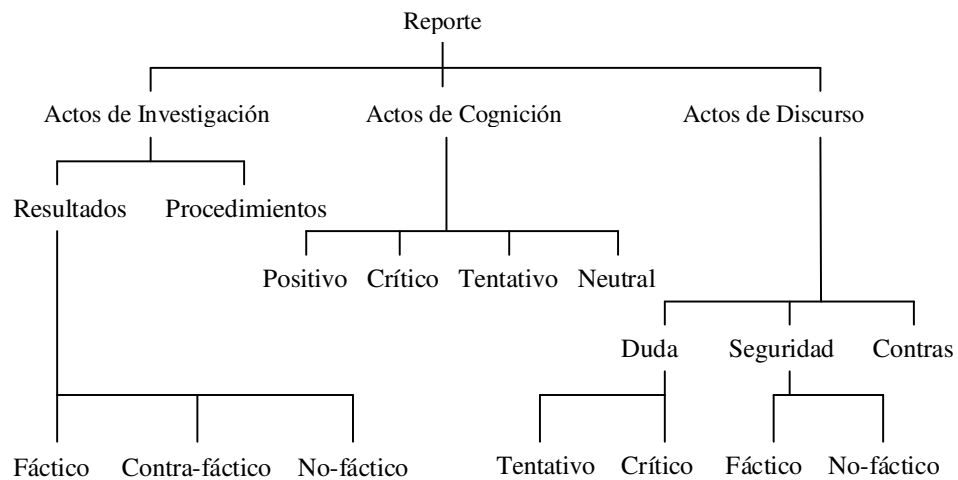 Reporte
Actos de Investigación Actos de Cognición Actos de Discurso
Resultados Procedimientos
Positivo Crítico Tentativo Neutral
Duda Seguridad Contras
Fáctico Contra-fáctico No-fáctico Tentativo Crítico Fáctico No-fáctico